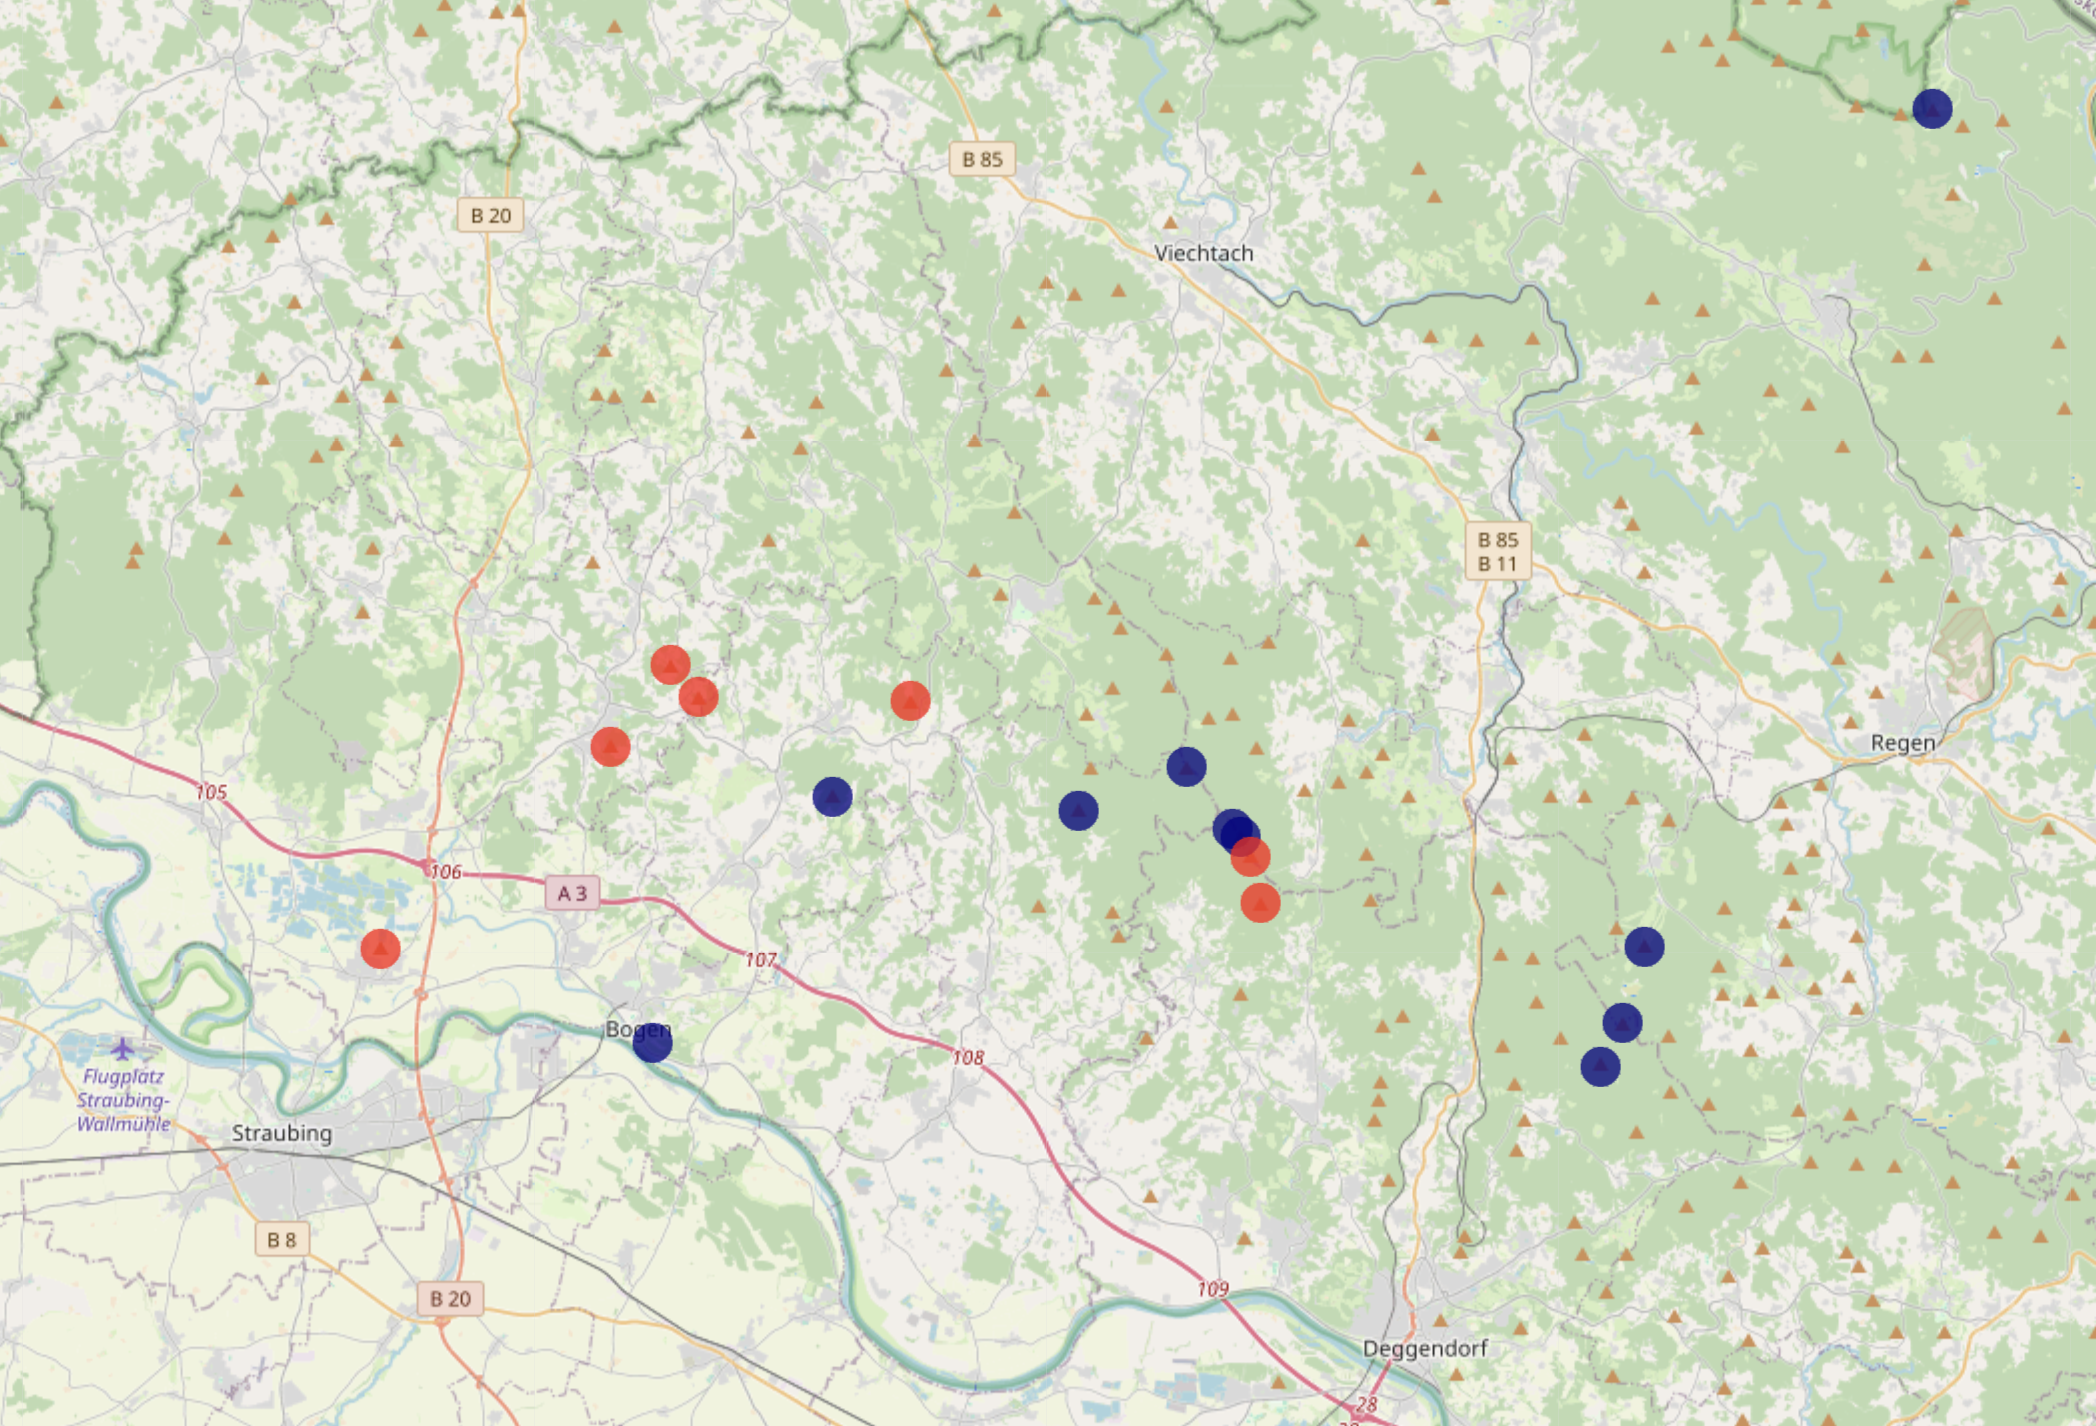 B 85
B 20
Viechtach
B 85
B 11
Regen
105
106
A 3
107
Bogen
108
Flugplatz
Straubing-
Wallmühle
Straubing
B 8
B 20
109
Deggendorf
28